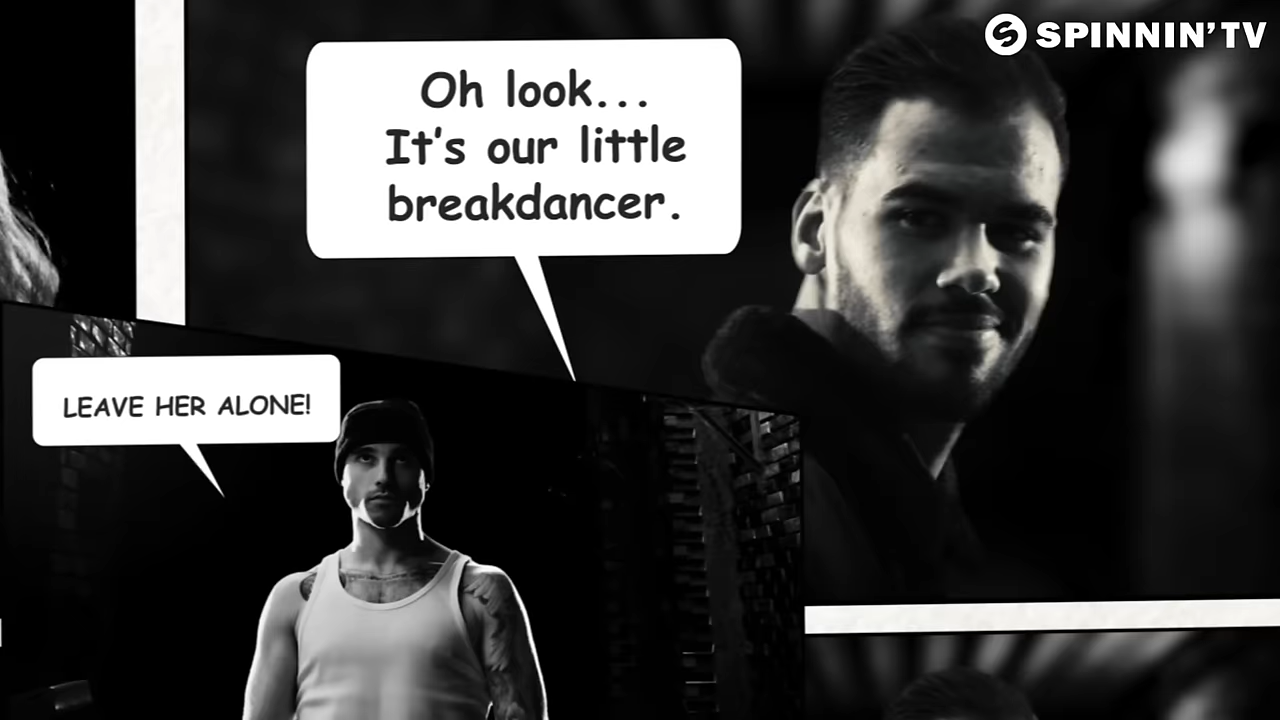 SPINNIN' TV
Oh look...
It's our little
breakdancer.
LEAVE HER ALONE!